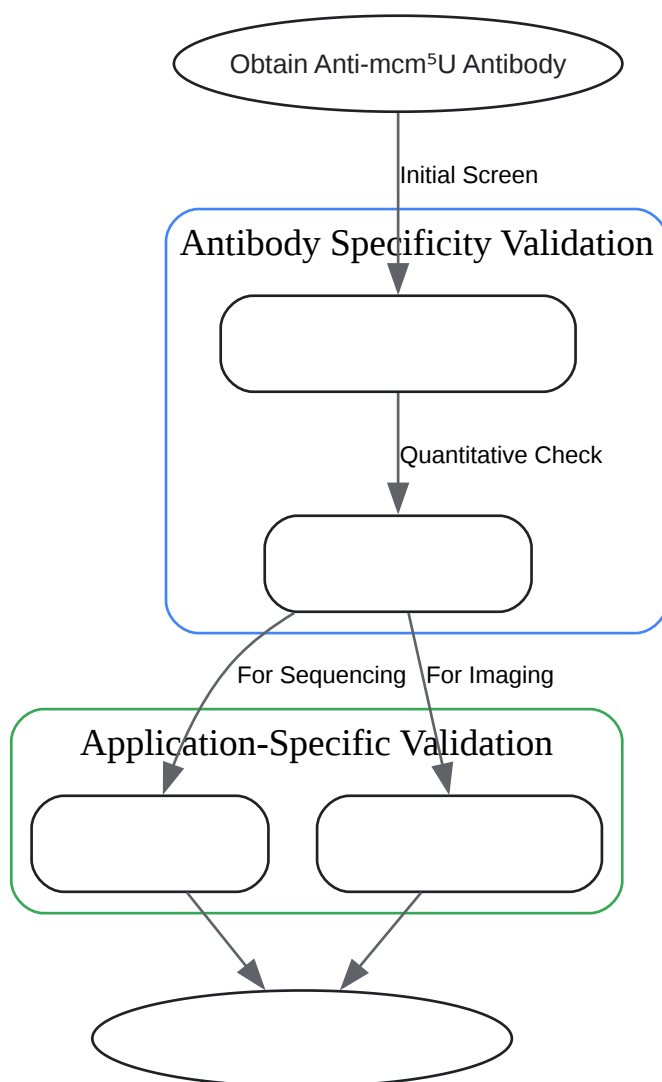 Obtain Anti-mcm⁵U Antibody
Initial Screen
Antibody Specificity Validation
Quantitative Check
For Sequencing
For Imaging
Application-Specific Validation